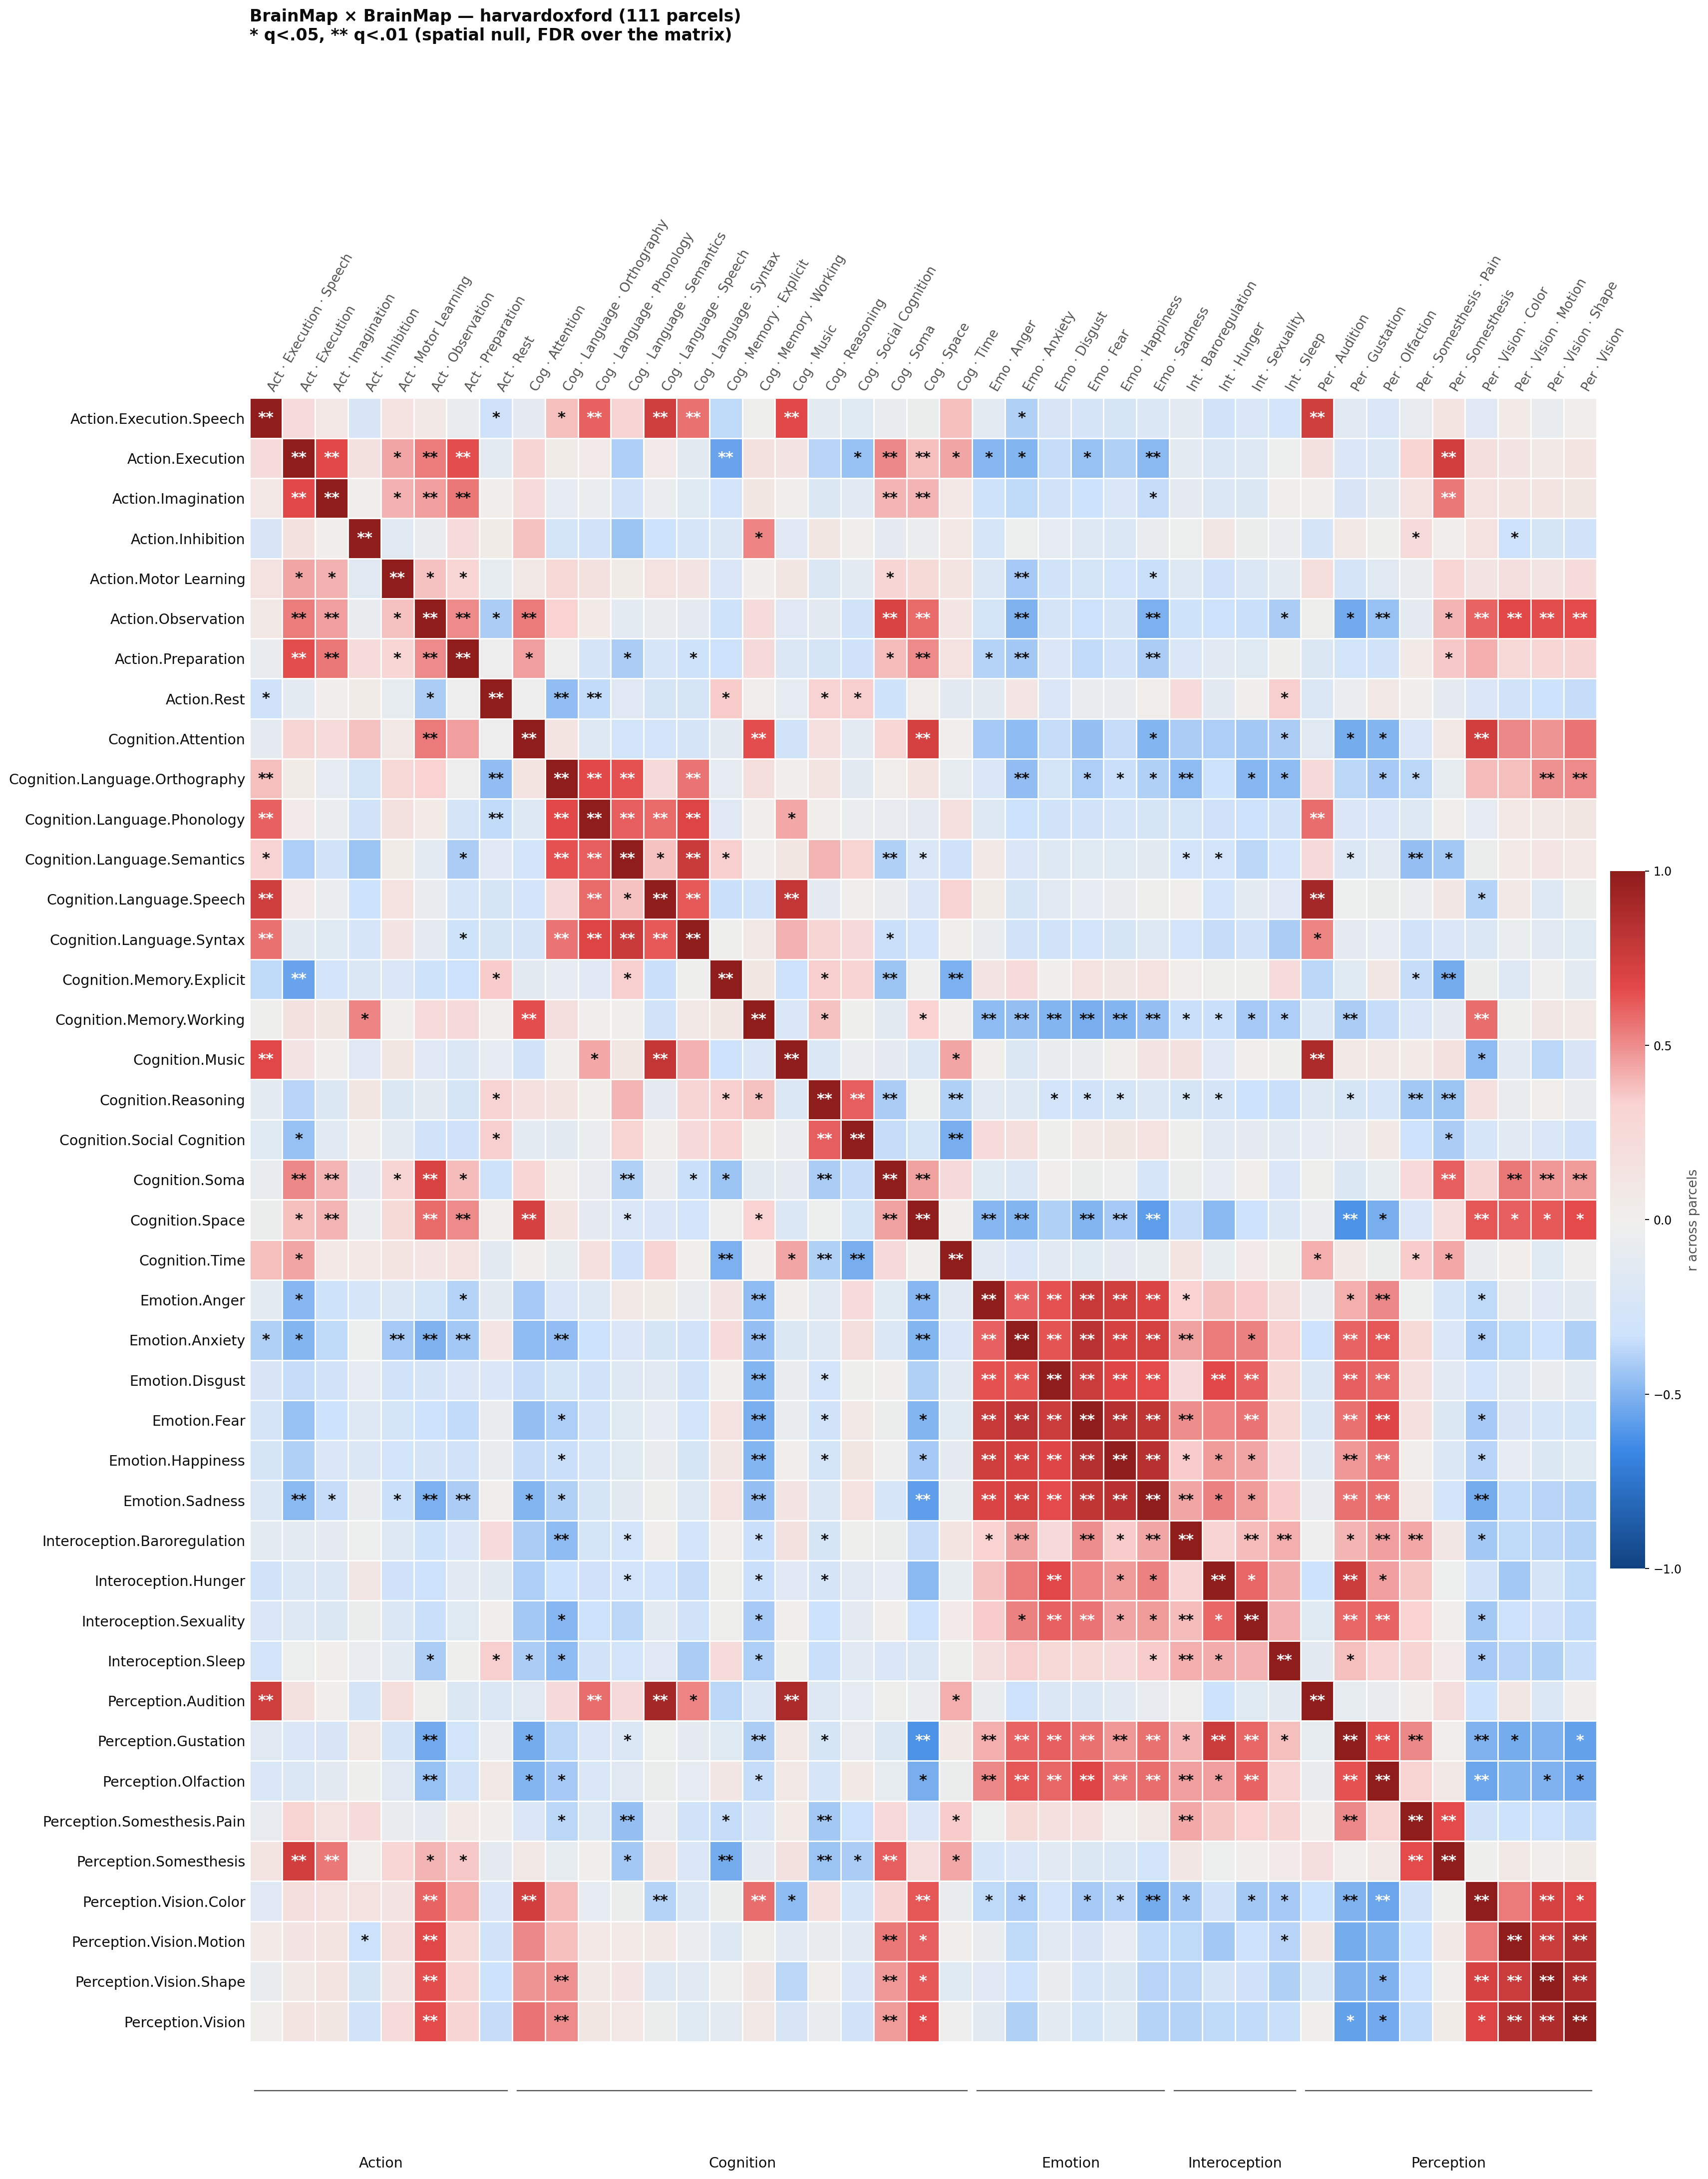 BrainMap × BrainMap — harvardoxford (111 parcels)
* q<.05, ** q<.01 (spatial null, FDR over the matrix)
Act · Execution · Speech
Act · Execution
Act · Imagination
Act · Inhibition
Act · Motor Learning
Act · Observation
Act · Preparation
Act · Rest
Cog · Attention
Cog · Language · Orthography
Cog · Language · Phonology
Cog · Language · Semantics
Cog · Language · Speech
Cog · Language · Syntax
Cog · Memory · Explicit
Cog · Memory · Working
Cog · Music
Cog · Reasoning
Cog · Social Cognition
Cog · Soma
Cog · Space
Cog · Time
Emo · Anger
Emo · Anxiety
Emo · Disgust
Emo · Fear
Emo · Happiness
Emo · Sadness
Int · Baroregulation
Int · Hunger
Int · Sexuality
Int · Sleep
Per · Audition
Per · Gustation
Per · Olfaction
Per · Somesthesis · Pain
Per · Somesthesis
Per · Vision · Color
Per · Vision · Motion
Per · Vision · Shape
Per · Vision
Action.Execution.Speech
Action.Execution
Action.Imagination
Action.Inhibition
Action.Motor Learning
Action.Observation
Action.Preparation
Action.Rest
Cognition.Attention
Cognition.Language.Orthography
Cognition.Language.Phonology
Cognition.Language.Semantics
Cognition.Language.Speech
Cognition.Language.Syntax
Cognition.Memory.Explicit
Cognition.Memory.Working
Cognition.Music
Cognition.Reasoning
Cognition.Social Cognition
Cognition.Soma
Cognition.Space
Cognition.Time
Emotion.Anger
Emotion.Anxiety
Emotion.Disgust
Emotion.Fear
Emotion.Happiness
Emotion.Sadness
Interoception.Baroregulation
Interoception.Hunger
Interoception.Sexuality
Interoception.Sleep
Perception.Audition
Perception.Gustation
Perception.Olfaction
Perception.Somesthesis.Pain
Perception.Somesthesis
Perception.Vision.Color
Perception.Vision.Motion
Perception.Vision.Shape
Perception.Vision
1.0
0.5
0.0
−0.5
−1.0
r across parcels
Action
Cognition
Emotion
Interoception
Perception